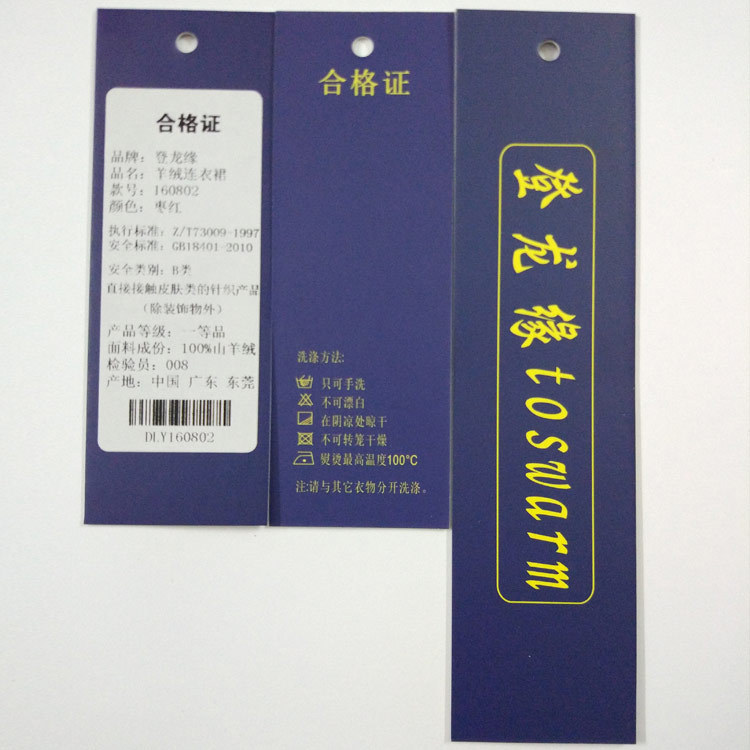 合格证
品牌：登龙缘
品名：羊绒连衣裙
款号：160802
颜色：枣红
执行标准：Z/T73009-1997
安全标准：GB18401-2010
安全类别：B类
直接接触皮肤类的针织产品
（除装饰物外）
产品等级：一等品
面料成份：100%山羊绒
检验员：008
产地：中国 广东 东莞
DLY160802
合格证
洗涤方法:
只可手洗
不可漂白
在阴凉处晾干
不可转笼干燥
熨烫最高温度100°C
注:请与其它衣物分开洗涤。
登龙缘toswarm